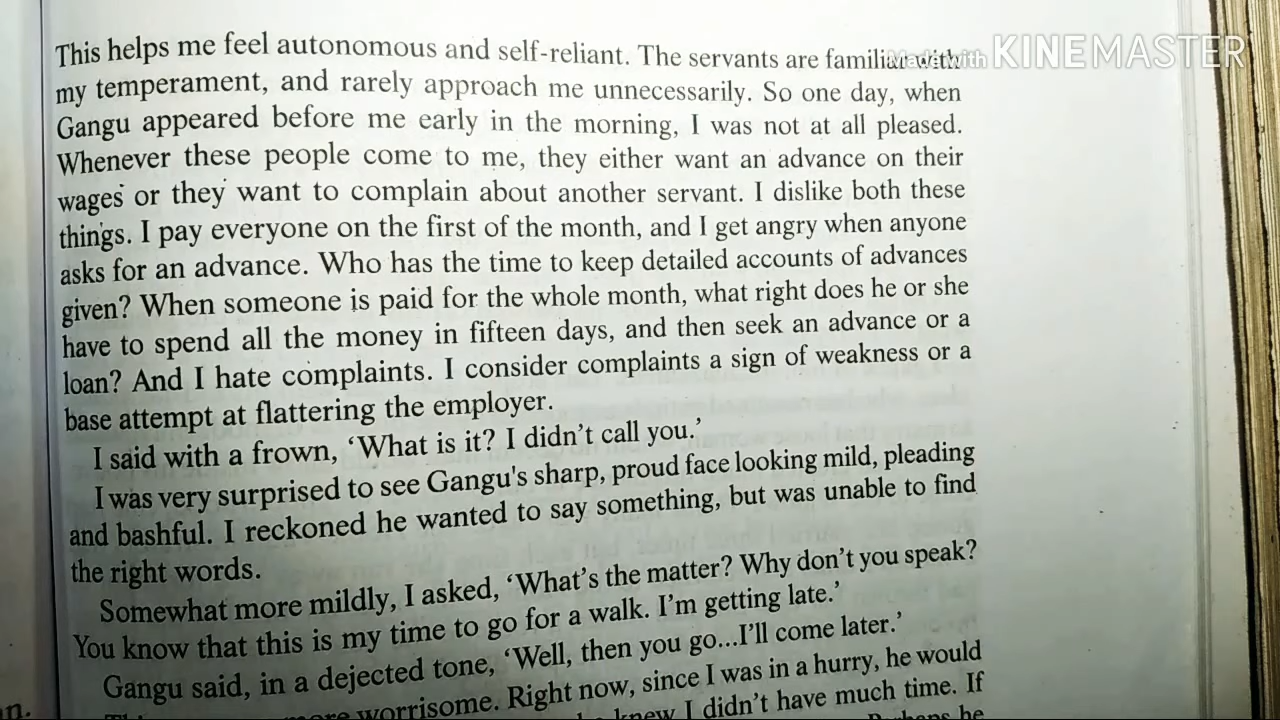 This helps me feel autonomous and self-reliant. The servants are familiar with
Made with KINEMASTER
my temperament, and rarely approach me unnecessarily. So one day, when
Gangu appeared before me early in the morning, I was not at all pleased.
Whenever these people come to me, they either want an advance on their
wages or they want to complain about another servant. I dislike both these
things. I pay everyone on the first of the month, and I get angry when anyone
asks for an advance. Who has the time to keep detailed accounts of advances
given? When someone is paid for the whole month, what right does he or she
have to spend all the money in fifteen days, and then seek an advance or a
loan? And I hate complaints. I consider complaints a sign of weakness or a
base attempt at flattering the employer.
I said with a frown, ‘What is it? I didn’t call you.’
I was very surprised to see Gangu's sharp, proud face looking mild, pleading
and bashful. I reckoned he wanted to say something, but was unable to find
the right words.
Somewhat more mildly, I asked, ‘What’s the matter? Why don’t you speak?
You know that this is my time to go for a walk. I’m getting late.’
Gangu said, in a dejected tone, ‘Well, then you go...I’ll come later.’
worrisome. Right now, since I was in a hurry, he would
knew I didn’t have much time. If
n.